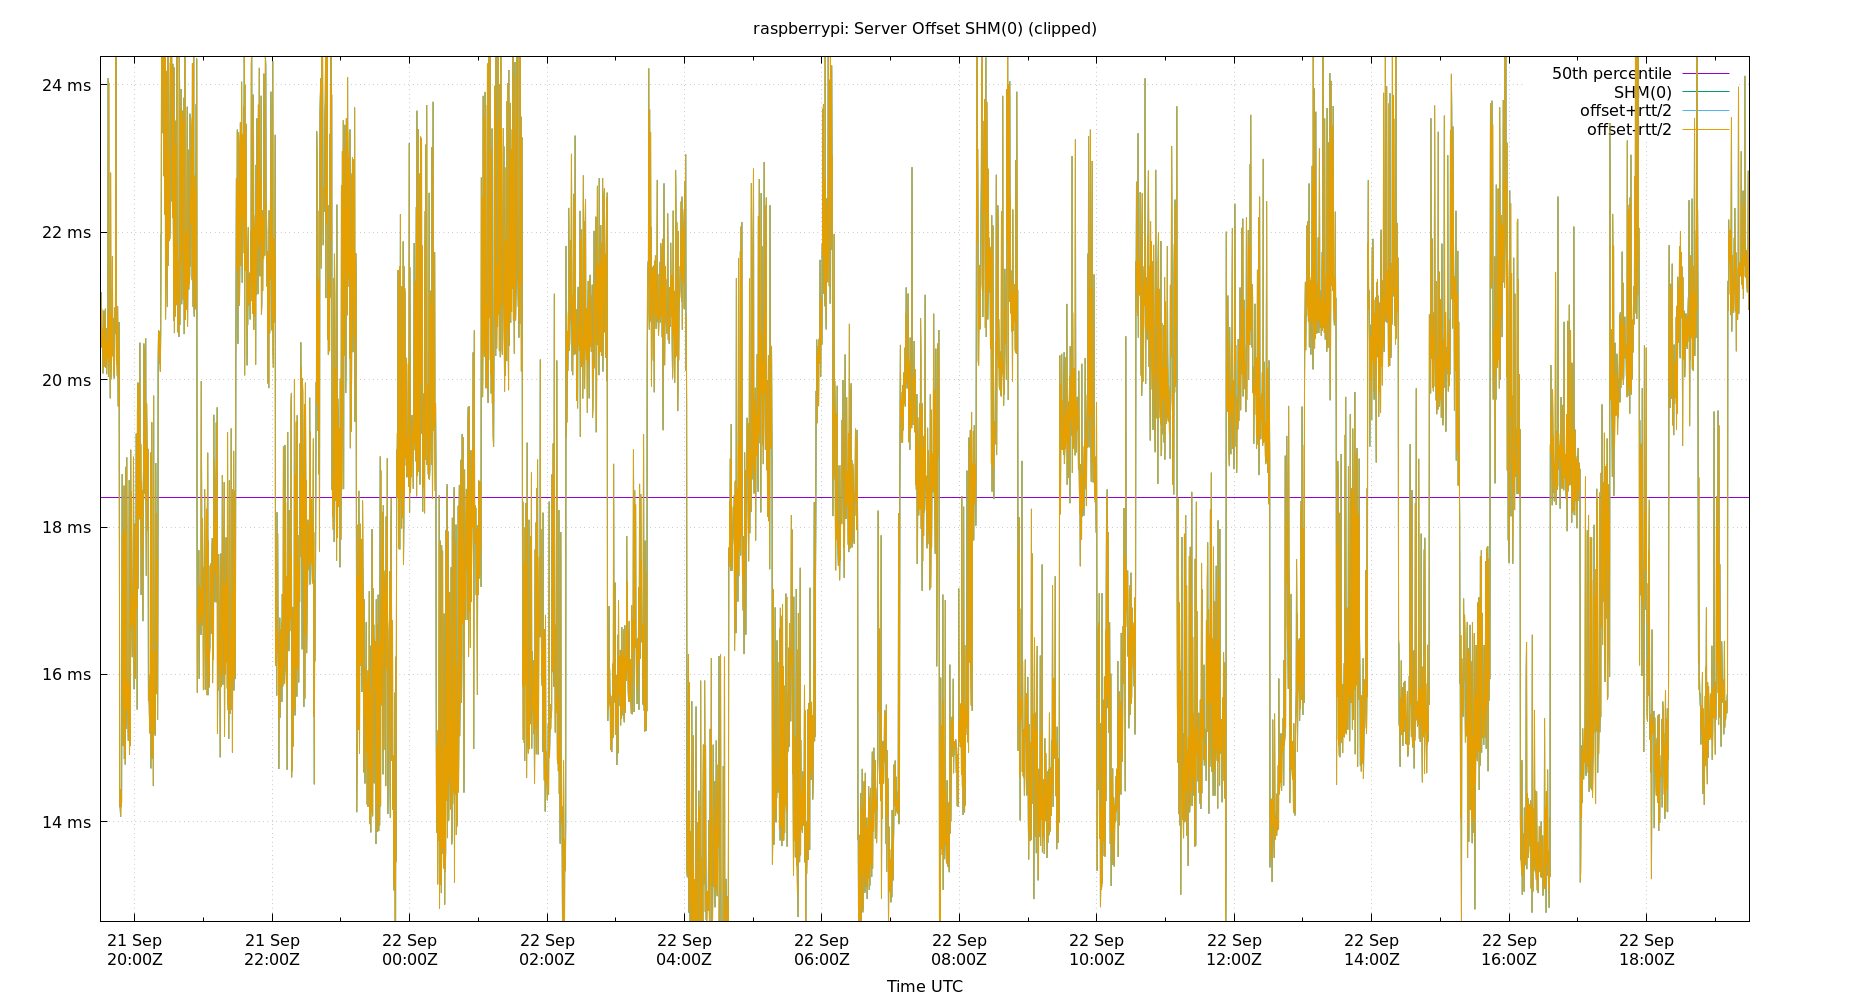 raspberrypi: Server Offset SHM(0) (clipped)
50th percentile
SHM(0)
offset+rtt/2
offset-rtt/2
24 ms
22 ms
20 ms
18 ms
16 ms
14 ms
21 Sep 21 Sep 22 Sep 22 Sep 22 Sep 22 Sep 22 Sep 22 Sep 22 Sep 22 Sep 22 Sep 22 Sep
20:00Z 22:00Z 00:00Z 02:00Z 04:00Z 06:00Z 08:00Z 10:00Z 12:00Z 14:00Z 16:00Z 18:00Z
Time UTC